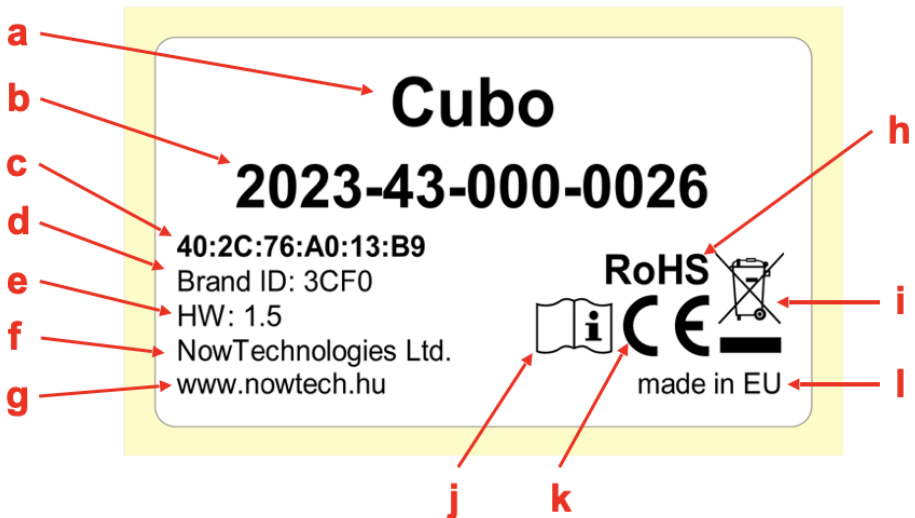 a
Cubo
b
2023-43-000-0026
h
c
40:2C:76:A0:13:B9
d
Brand ID: 3CF0
RoHS
e
HW: 1.5
i
CE
f
NowTechnologies Ltd.
g
www.nowtech.hu
made in EU
l
j
k